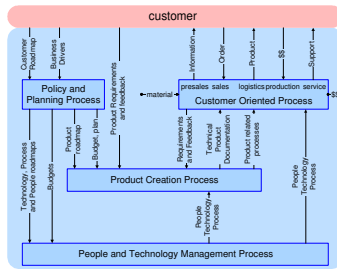 customer
Customer
Roadmap
Business
Drivers
Product Requirements
and feedback
Information
Order
Product
$$
Support
Policy and
Planning Process
material
presales sales logistics production service
Customer Oriented Process
$$
Technology, Process
and People roadmaps
Budgets
Product
roadmap
Budget, plan
Requirements
and Feedback
Technical
Product
Documentation
Product related
processes
People
Technology
Process
Product Creation Process
People
Technology
Process
People and Technology Management Process